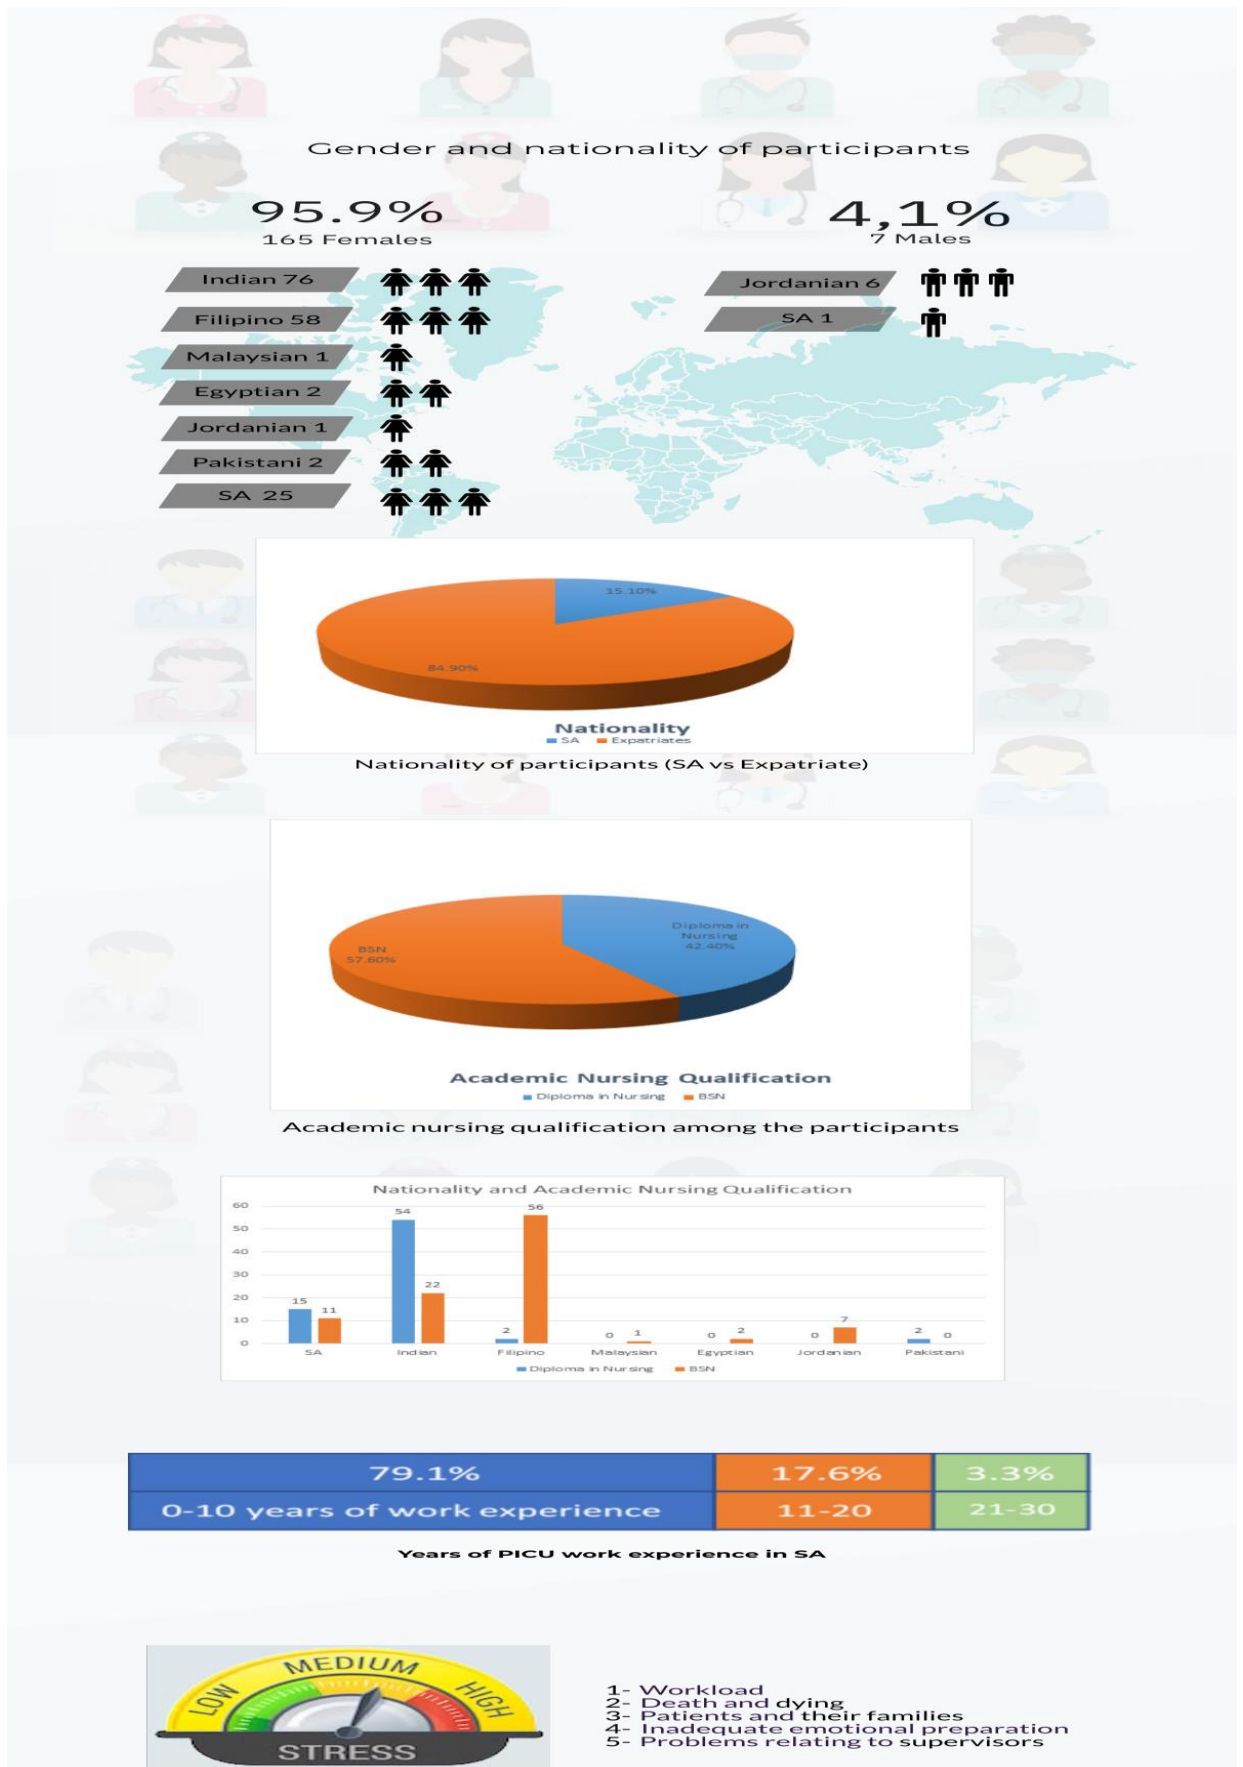 Gender and nationality of participants
95.9%
165 Females
4,1%
7 Males
Indian 76
Filipino 58
Malaysian 1
Egyptian 2
Jordanian 1
Pakistani 2
SA 25
Jordanian 6
SA 1
15.10%
84.90%
Nationality
SA Expatriates
Nationality of participants (SA vs Expatriate)
Diploma in
Nursing
42.40%
BSN
57.60%
Academic Nursing Qualification
Diploma in Nursing BSN
Academic nursing qualification among the participants
Nationality and Academic Nursing Qualification
60
50
40
30
20
10
0
15 11
54 22
2 56
0 1
0 2
0 7
2 0
SA Indian Filipino Malaysian Egyptian Jordanian Pakistani
Diploma in Nursing BSN
79.1% 17.6% 3.3%
0-10 years of work experience 11-20 21-30
Years of PICU work experience in SA
LOW MEDIUM HIGH
STRESS
1- Workload
2- Death and dying
3- Patients and their families
4- Inadequate emotional preparation
5- Problems relating to supervisors